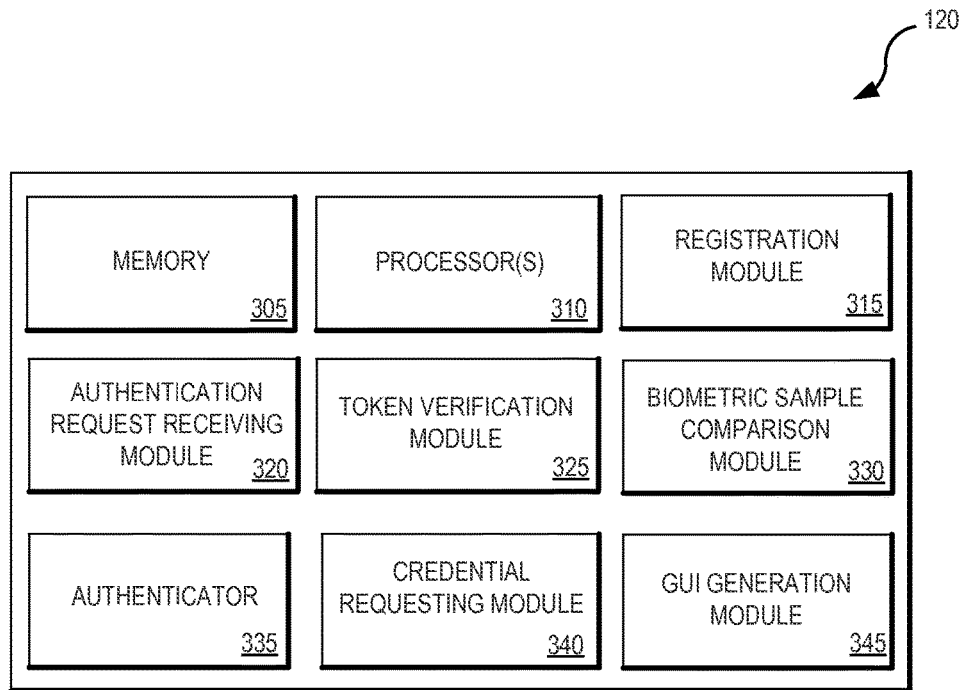 120
MEMORY
305
PROCESSOR(S)
310
REGISTRATION
MODULE
315
AUTHENTICATION
REQUEST RECEIVING
MODULE
320
TOKEN VERIFICATION
MODULE
325
BIOMETRIC SAMPLE
COMPARISON
MODULE
330
AUTHENTICATOR
335
CREDENTIAL
REQUESTING MODULE
340
GUI GENERATION
MODULE
345